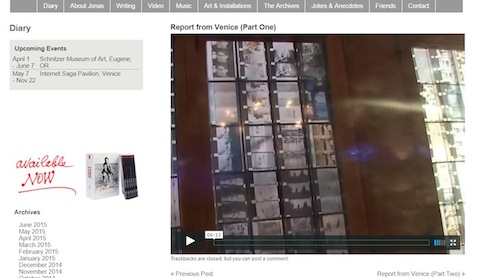 Diary
About Jonas
Writing
Video
Music
Art & Installations
The Archives
Jokes & Anecdotes
Friends
Contact
Diary
Upcoming Events
April 1 - June 7 Schnitzer Museum of Art, Eugene, OR
May 7 - Nov 22 Internet Saga Pavilion, Venice
available
NOW
Archives
June 2015
May 2015
April 2015
March 2015
February 2015
January 2015
December 2014
November 2014
Report from Venice (Part One)
06:13
Trackbacks are closed, but you can post a comment.
« Previous Post
Report from Venice (Part Two) »